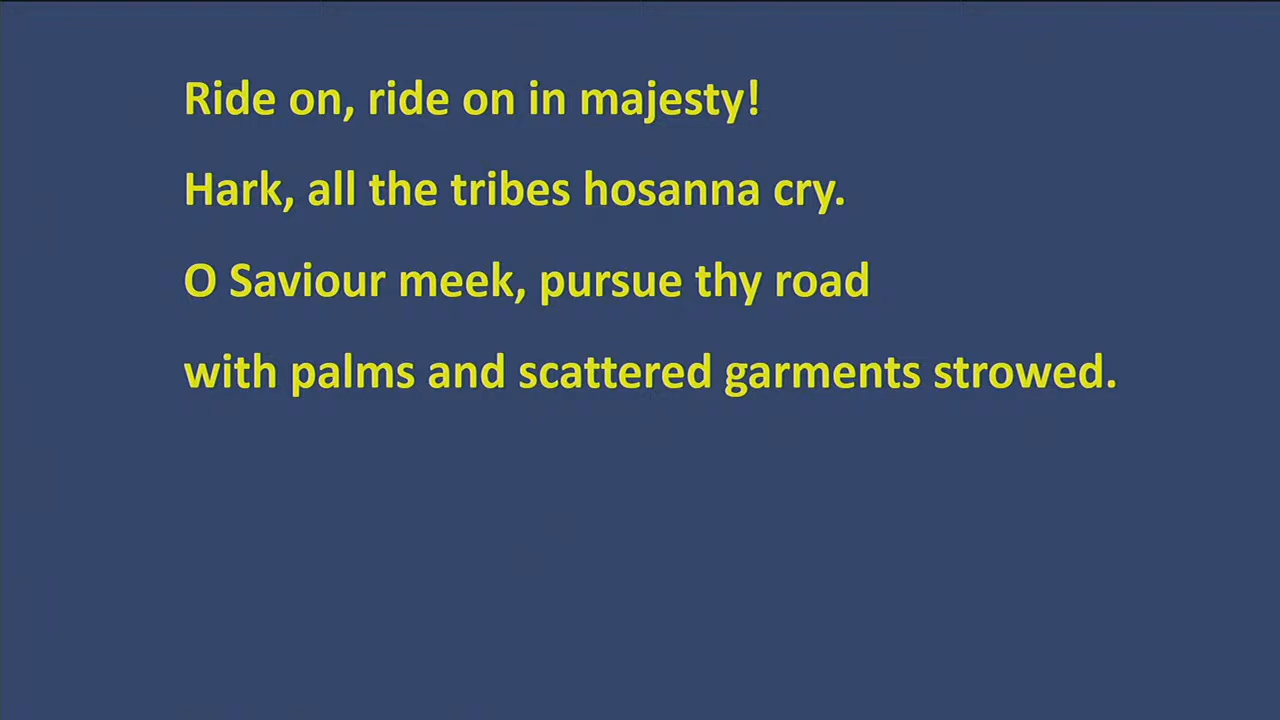 Ride on, ride on in majesty!
Hark, all the tribes hosanna cry.
O Saviour meek, pursue thy road
with palms and scattered garments strowed.